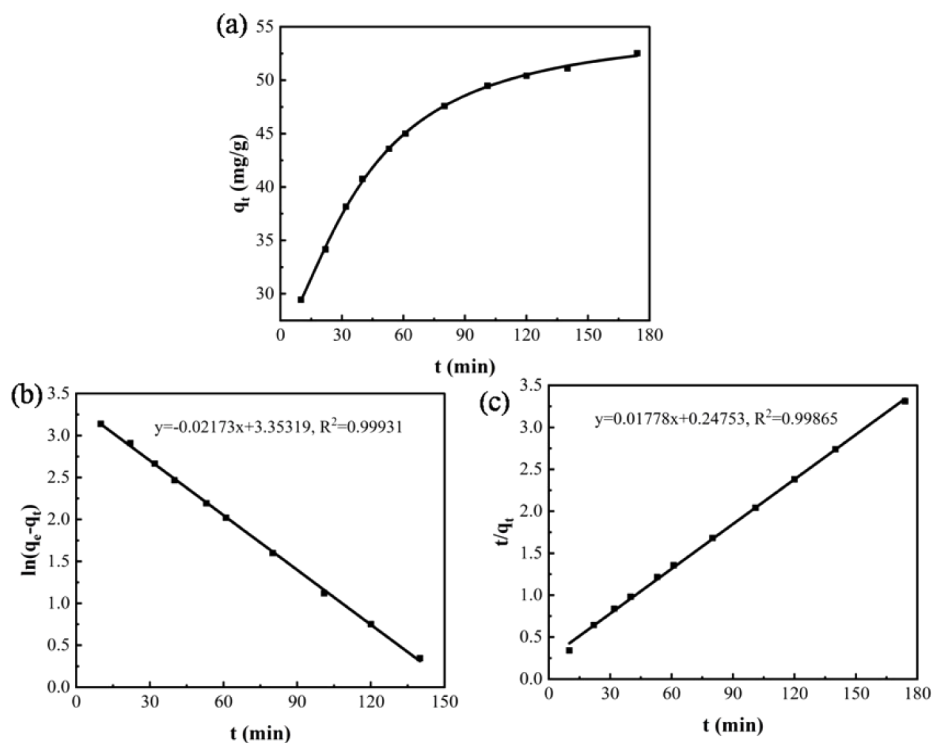 (a)
55
50
45
40
35
30
qt (mg/g)
0 30 60 90 120 150 180
t (min)
(b)
3.5
3.0
2.5
2.0
1.5
1.0
0.5
0.0
ln(qe-qt)
y=-0.02173x+3.35319, R²=0.99931
0 30 60 90 120 150
t (min)
(c)
3.5
3.0
2.5
2.0
1.5
1.0
0.5
0.0
t/qt
y=0.01778x+0.24753, R²=0.99865
0 30 60 90 120 150 180
t (min)